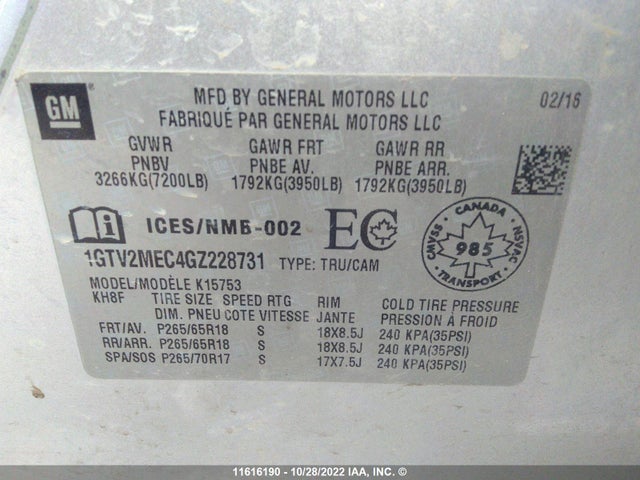 GM
MFD BY GENERAL MOTORS LLC 02/16
FABRIQUÉ PAR GENERAL MOTORS LLC
GVWR GAWR FRT GAWR RR
PNBV PNBE AV. PNBE ARR.
3266KG(7200LB) 1792KG(3950LB) 1792KG(3950LB)
i ICES/NMB-002 EC
CANADA CMVSS 985 NSVAC TRANSPORT
1GTV2MEC4GZ228731 TYPE: TRU/CAM
MODEL/MODÈLE K15753
KH8F TIRE SIZE SPEED RTG RIM COLD TIRE PRESSURE
DIM. PNEU COTE VITESSE JANTE PRESSION À FROID
FRT/AV. P265/65R18 S 18X8.5J 240 KPA(35PSI)
RR/ARR. P265/65R18 S 18X8.5J 240 KPA(35PSI)
SPA/SOS P265/70R17 S 17X7.5J 240 KPA(35PSI)
11616190 - 10/28/2022 IAA, INC. ©